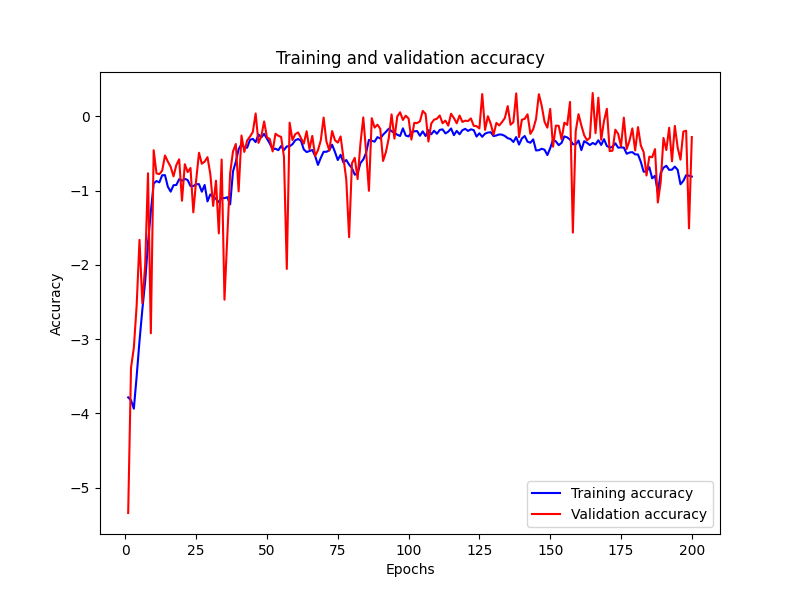 Training and validation accuracy
Accuracy
0
−1
−2
−3
−4
−5
Training accuracy
Validation accuracy
0 25 50 75 100 125 150 175 200
Epochs